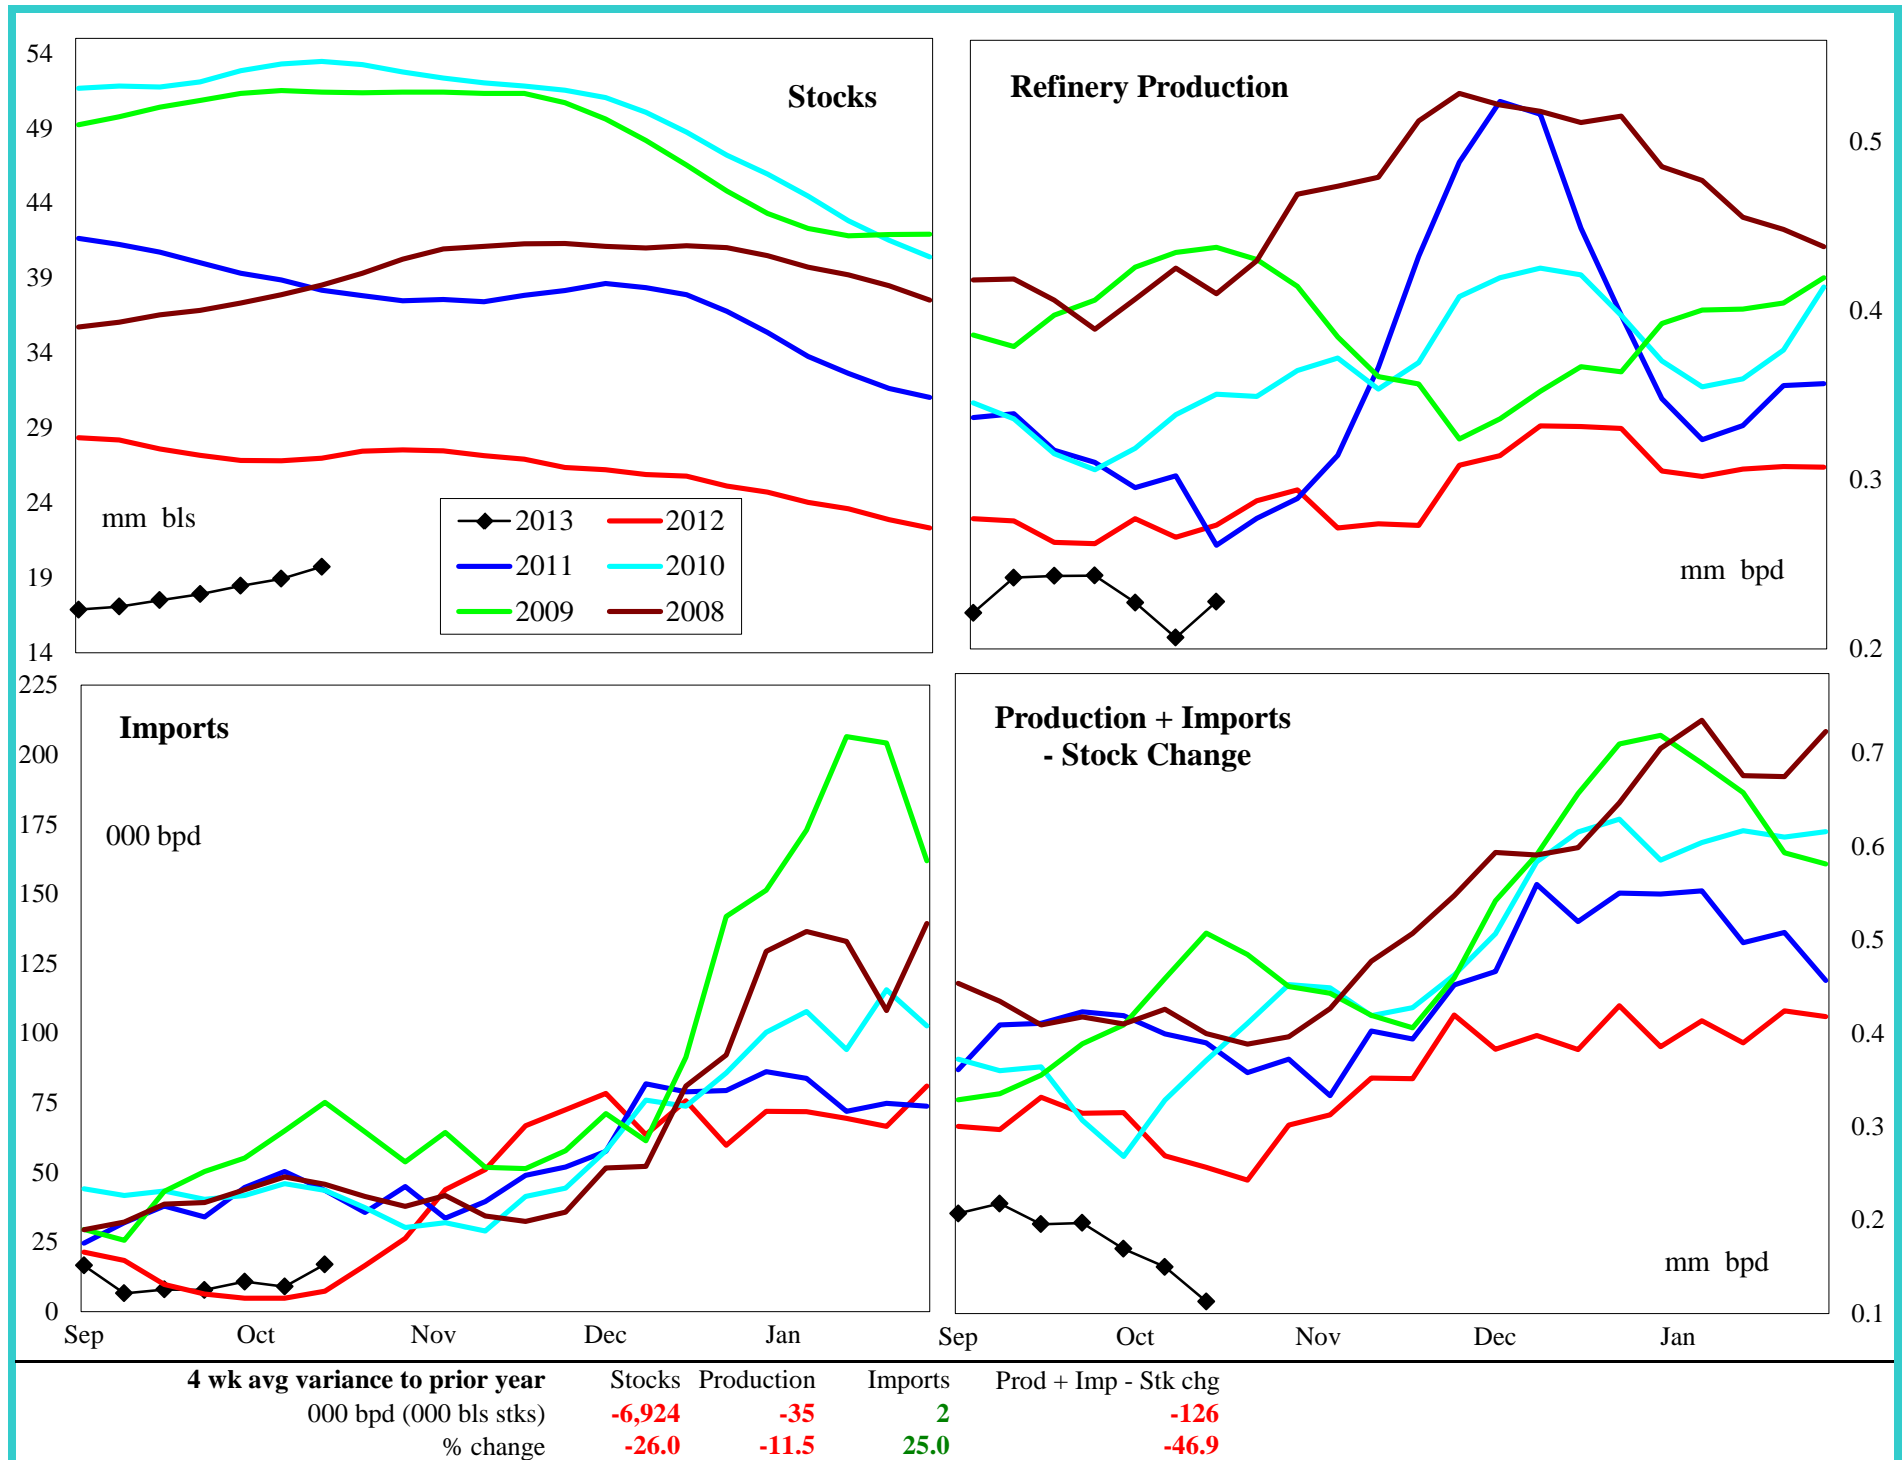 Stocks
54
49
44
39
34
29
24
19
14
mm bls
2013 2012
2011 2010
2009 2008
Refinery Production
0.5
0.4
0.3
0.2
mm bpd
Imports
225
200
175
150
125
100
75
50
25
0
000 bpd
Sep Oct Nov Dec Jan
Production + Imports
- Stock Change
0.7
0.6
0.5
0.4
0.3
0.2
0.1
mm bpd
Sep Oct Nov Dec Jan
4 wk avg variance to prior year Stocks Production Imports Prod + Imp - Stk chg
000 bpd (000 bls stks) -6,924 -35 2 -126
% change -26.0 -11.5 25.0 -46.9